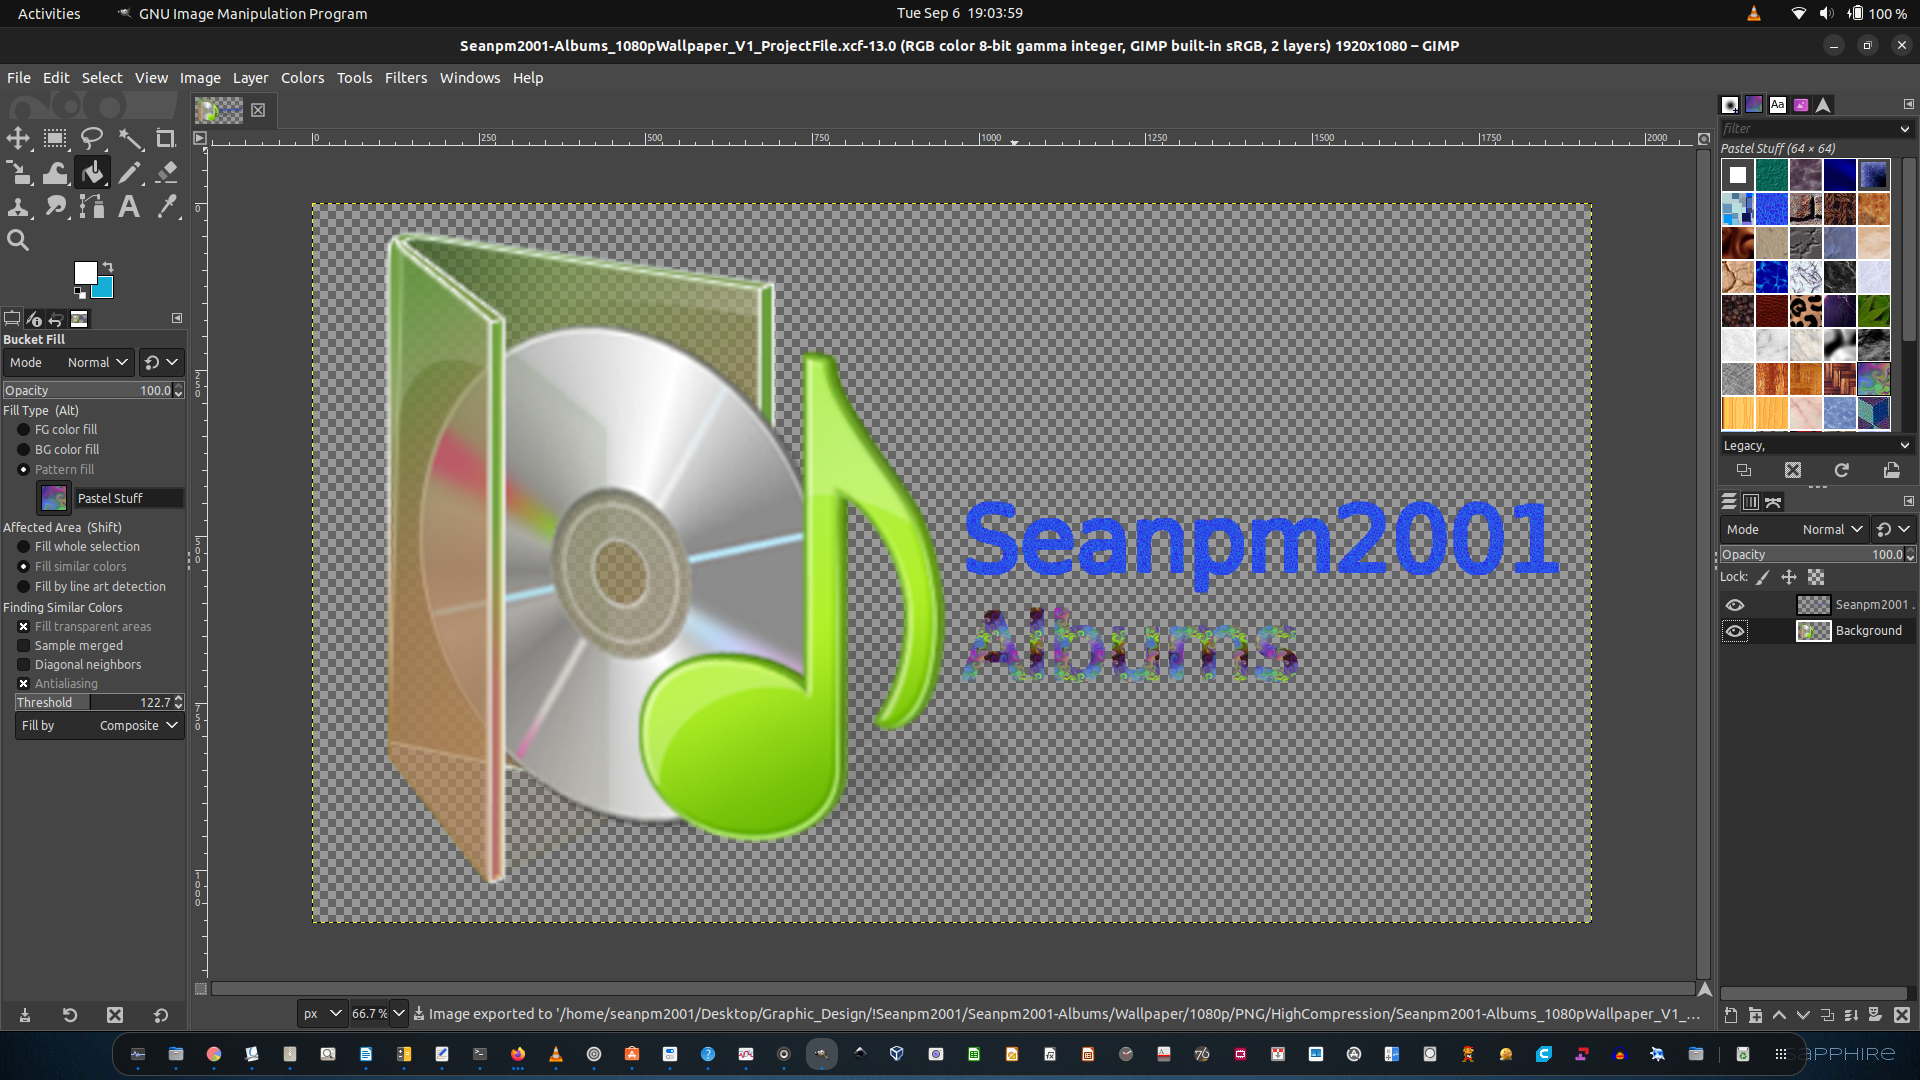 Activities
GNU Image Manipulation Program
Tue Sep 6 19:03:59
100 %
Seanpm2001-Albums_1080pWallpaper_V1_ProjectFile.xcf-13.0 (RGB color 8-bit gamma integer, GIMP built-in sRGB, 2 layers) 1920x1080 – GIMP
File Edit Select View Image Layer Colors Tools Filters Windows Help
0 250 500 750 1000 1250 1500 1750 2000
0
250
500
750
1000
Bucket Fill
Mode Normal
Opacity 100.0
Fill Type (Alt)
FG color fill
BG color fill
Pattern fill
Pastel Stuff
Affected Area (Shift)
Fill whole selection
Fill similar colors
Fill by line art detection
Finding Similar Colors
Fill transparent areas
Sample merged
Diagonal neighbors
Antialiasing
Threshold 122.7
Fill by Composite
Seanpm2001
Albums
Aa
filter
Pastel Stuff (64 × 64)
Legacy,
Mode Normal
Opacity 100.0
Lock:
Seanpm2001 .
Background
px 66.7 %
Image exported to '/home/seanpm2001/Desktop/Graphic_Design/!Seanpm2001/Seanpm2001-Albums/Wallpaper/1080p/PNG/HighCompression/Seanpm2001-Albums_1080pWallpaper_V1_...
76
SAPPHIRE